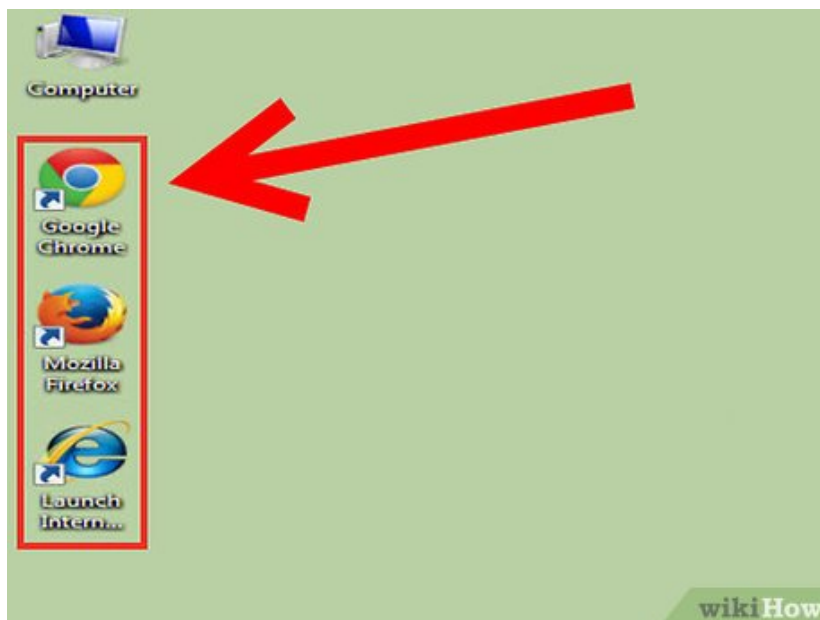 Computer
Google
Chrome
Mozilla
Firefox
Launch
Intern...
wikiHow